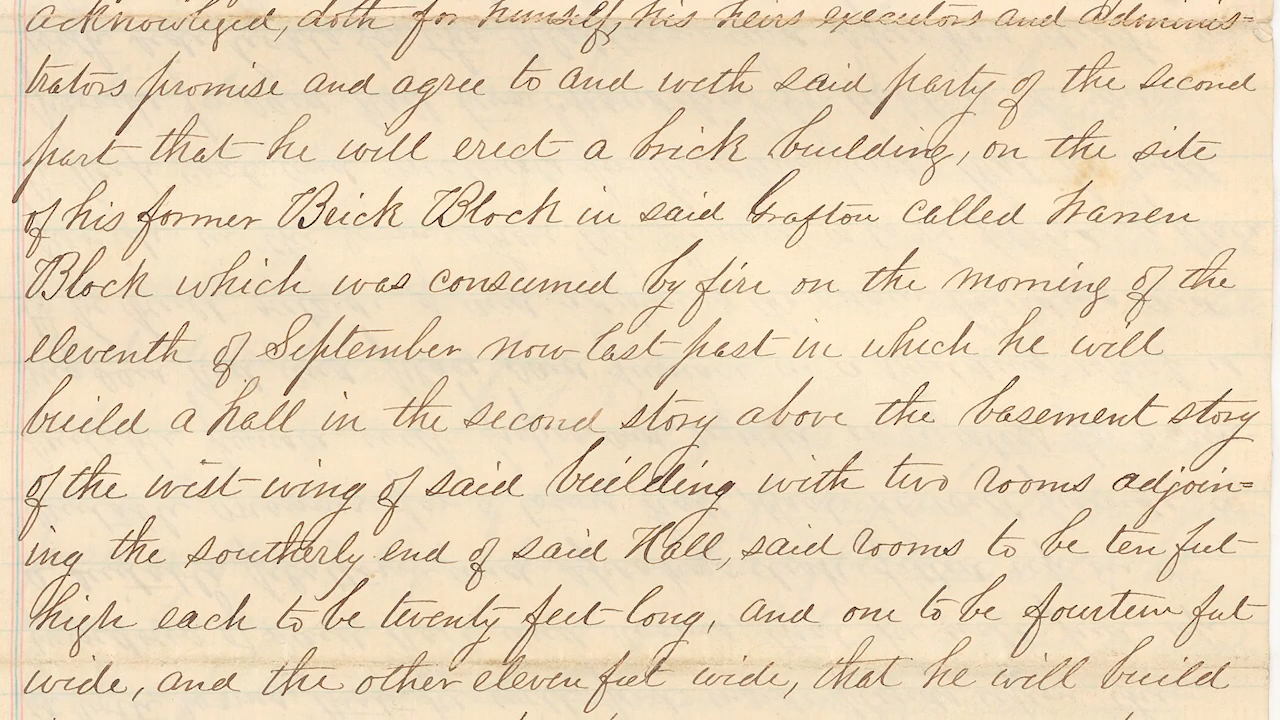 acknowledged, doth for himself, his heirs executors and adminis=
trators promise and agree to and with said party of the second
part that he will erect a brick building, on the site
of his former Brick Block in said Grafton called Warren
Block which was consumed by fire on the morning of the
eleventh of September now last past in which he will
build a hall in the second story above the basement story
of the west wing of said building with two rooms adjoin=
ing the southerly end of said Hall, said rooms to be ten feet
high each to be twenty feet long, and one to be fourteen feet
wide, and the other eleven feet wide, that he will build